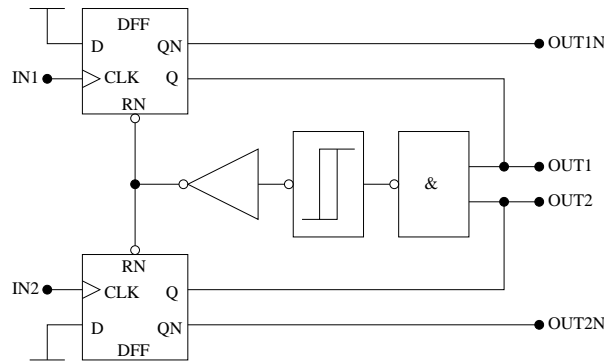 DFF
D
QN
OUT1N
IN1
CLK
Q
RN
&
OUT1
OUT2
RN
IN2
CLK
Q
D
QN
OUT2N
DFF